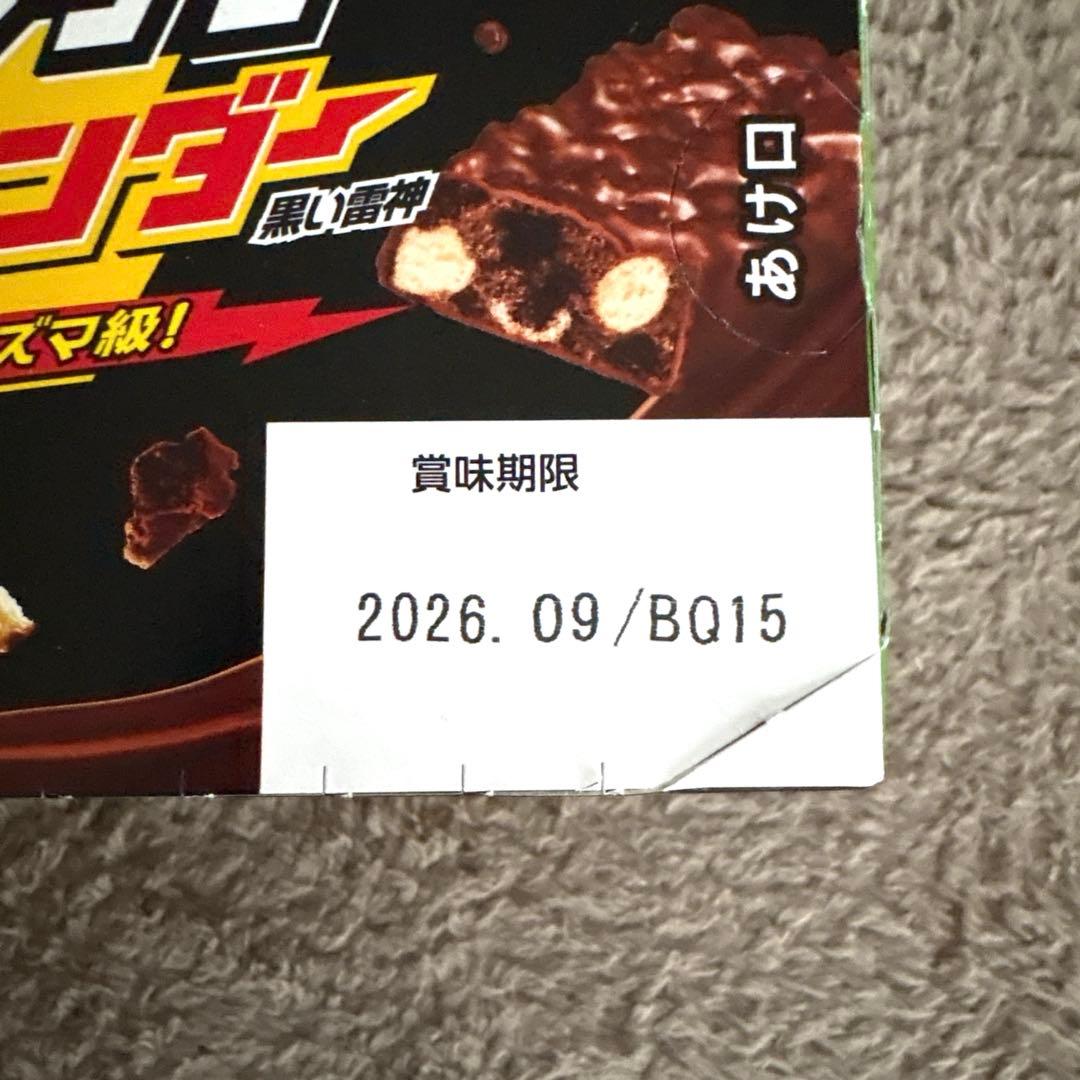 ンダー
黒い雷神
ズマ級!
あけ口
賞味期限
2026. 09/BQ15